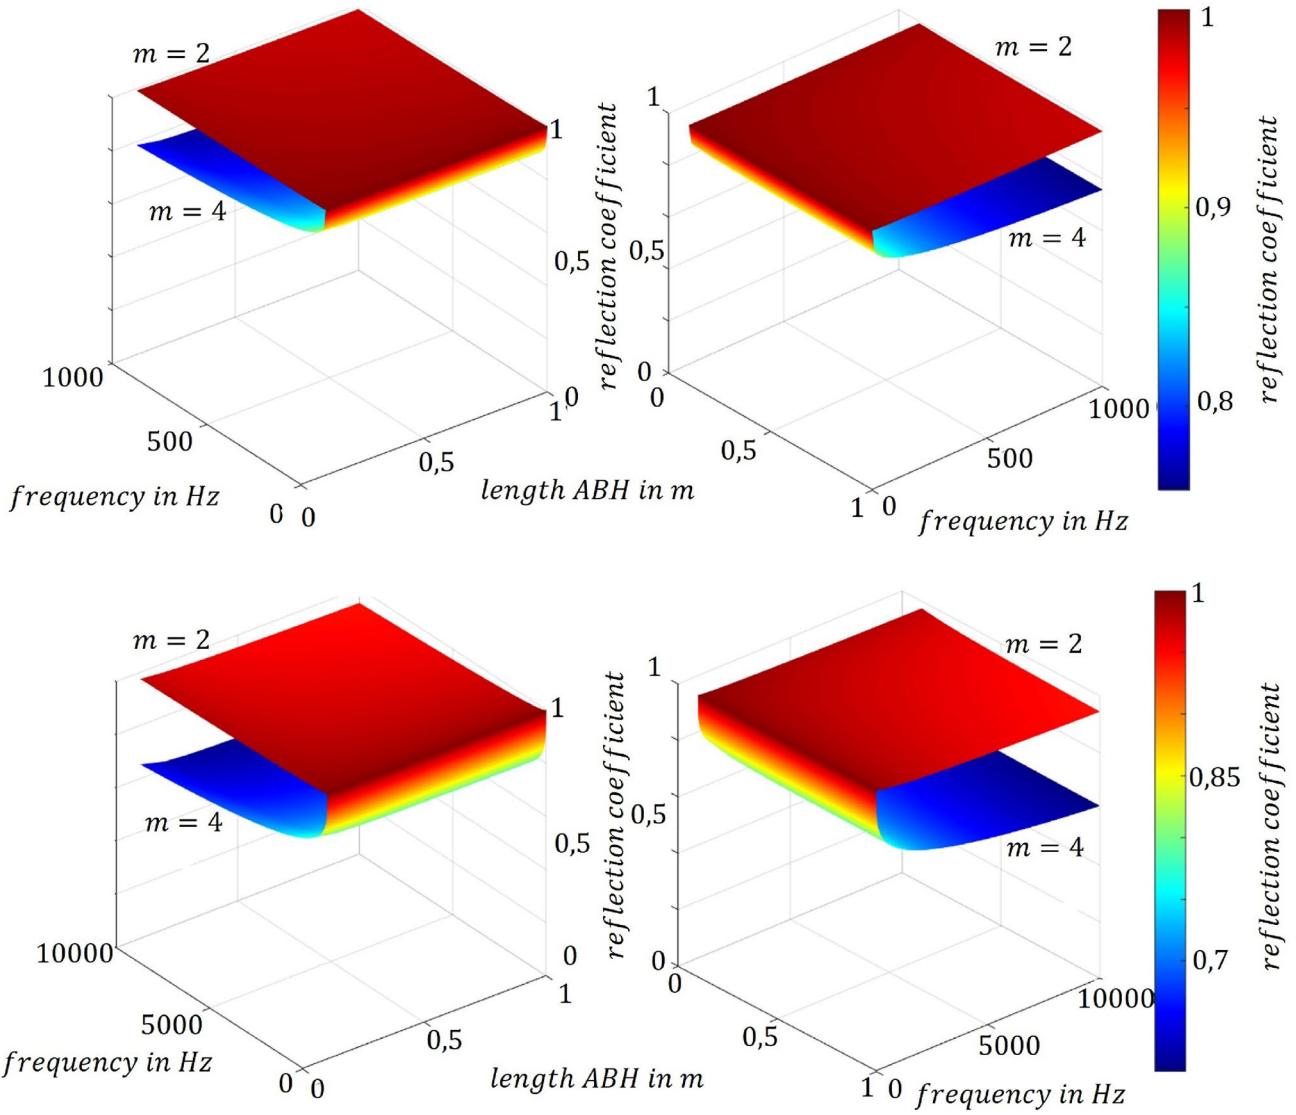 m = 2
m = 4
1000
500
0
frequency in Hz
0
0,5
1
length ABH in m
1
0,5
0
reflection coefficient
m = 2
m = 4
1
0,5
0
0
0,5
1
0
500
1000
frequency in Hz
1
0,9
0,8
reflection coefficient
m = 2
m = 4
10000
5000
0
frequency in Hz
0
0,5
1
length ABH in m
1
0,5
0
reflection coefficient
m = 2
m = 4
1
0,5
0
0
0,5
1
0
5000
10000
frequency in Hz
1
0,85
0,7
reflection coefficient